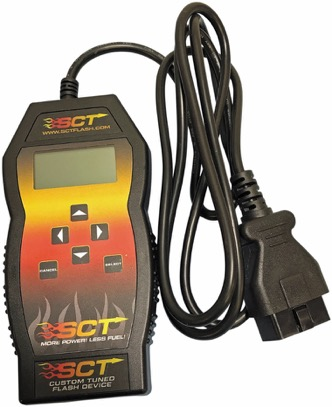 SCT
WWW.SCTFLASH.COM
CANCEL
SELECT
SCT
MORE POWER! LESS FUEL!
SCT
CUSTOM TUNED
FLASH DEVICE